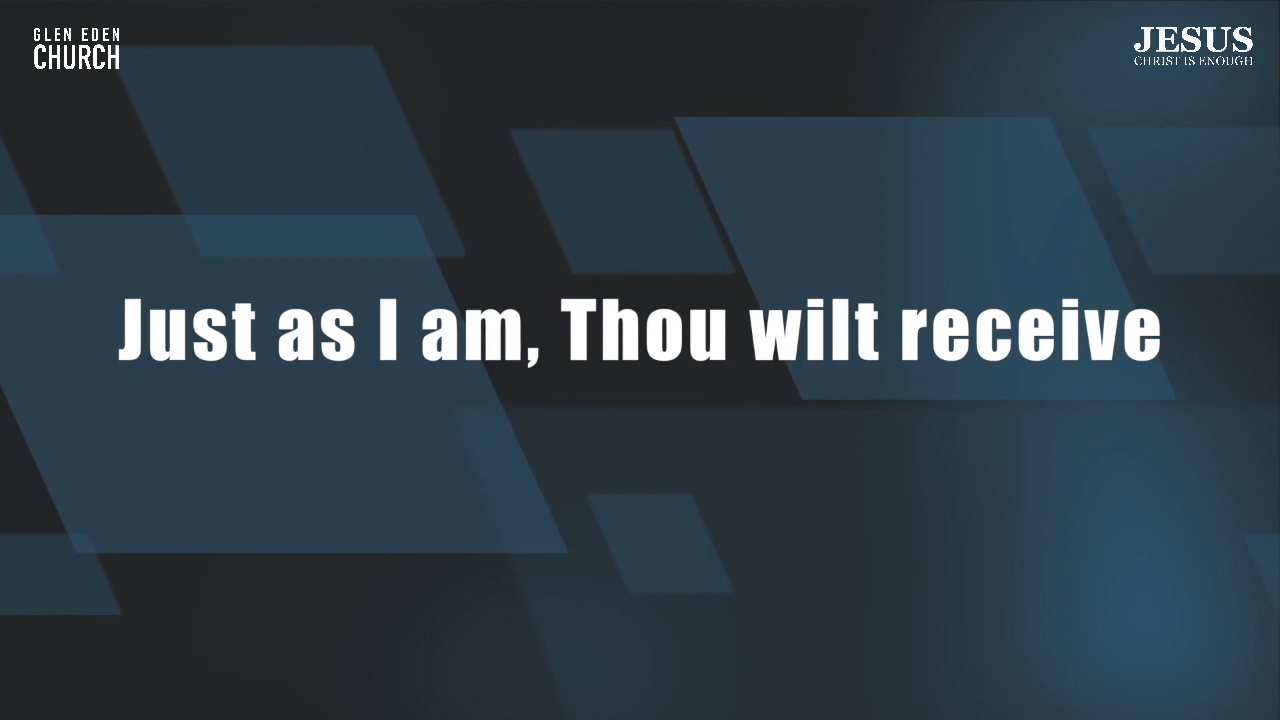 GLEN EDEN
CHURCH
JESUS
CHRIST IS ENOUGH
Just as I am, Thou wilt receive